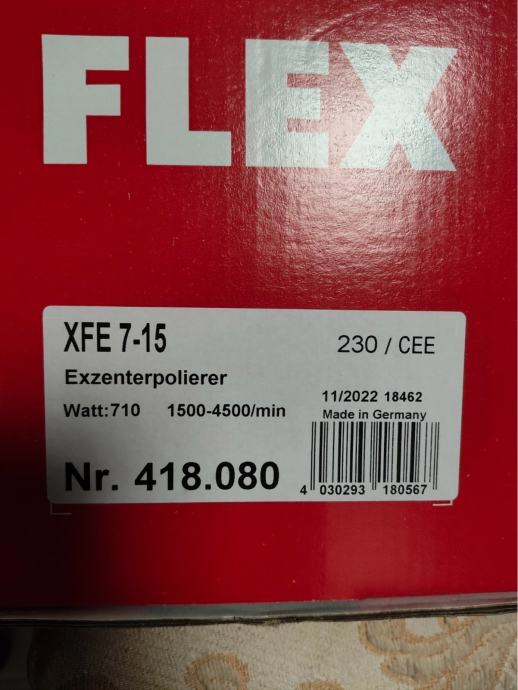 FLEX
XFE 7-15
230 / CEE
Exzenterpolierer
11/2022 18462
Watt:710 1500-4500/min
Made in Germany
Nr. 418.080
4 030293 180567